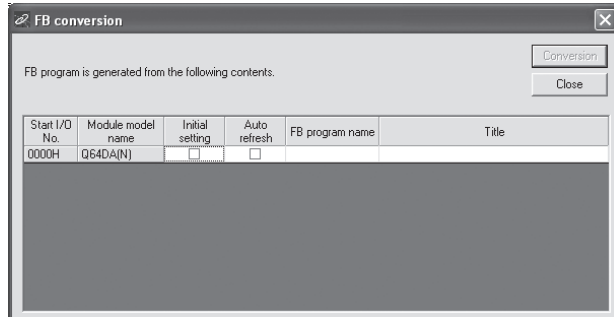 FB conversion
Conversion
FB program is generated from the following contents.
Close
Start I/O No. Module model name Initial setting Auto refresh FB program name Title
0000H Q64DA(N)